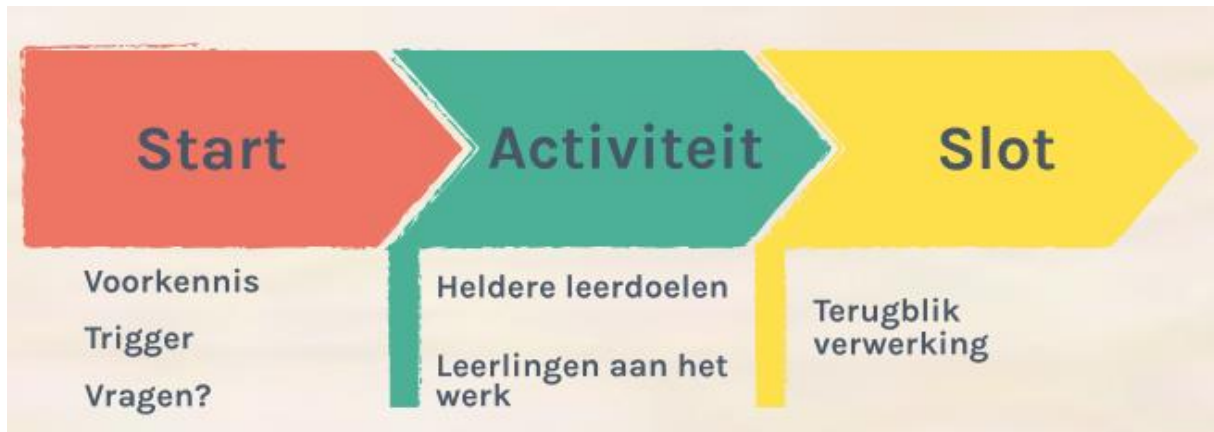 Start
Activiteit
Slot
Voorkennis
Trigger
Vragen?
Heldere leerdoelen
Leerlingen aan het
werk
Terugblik
verwerking